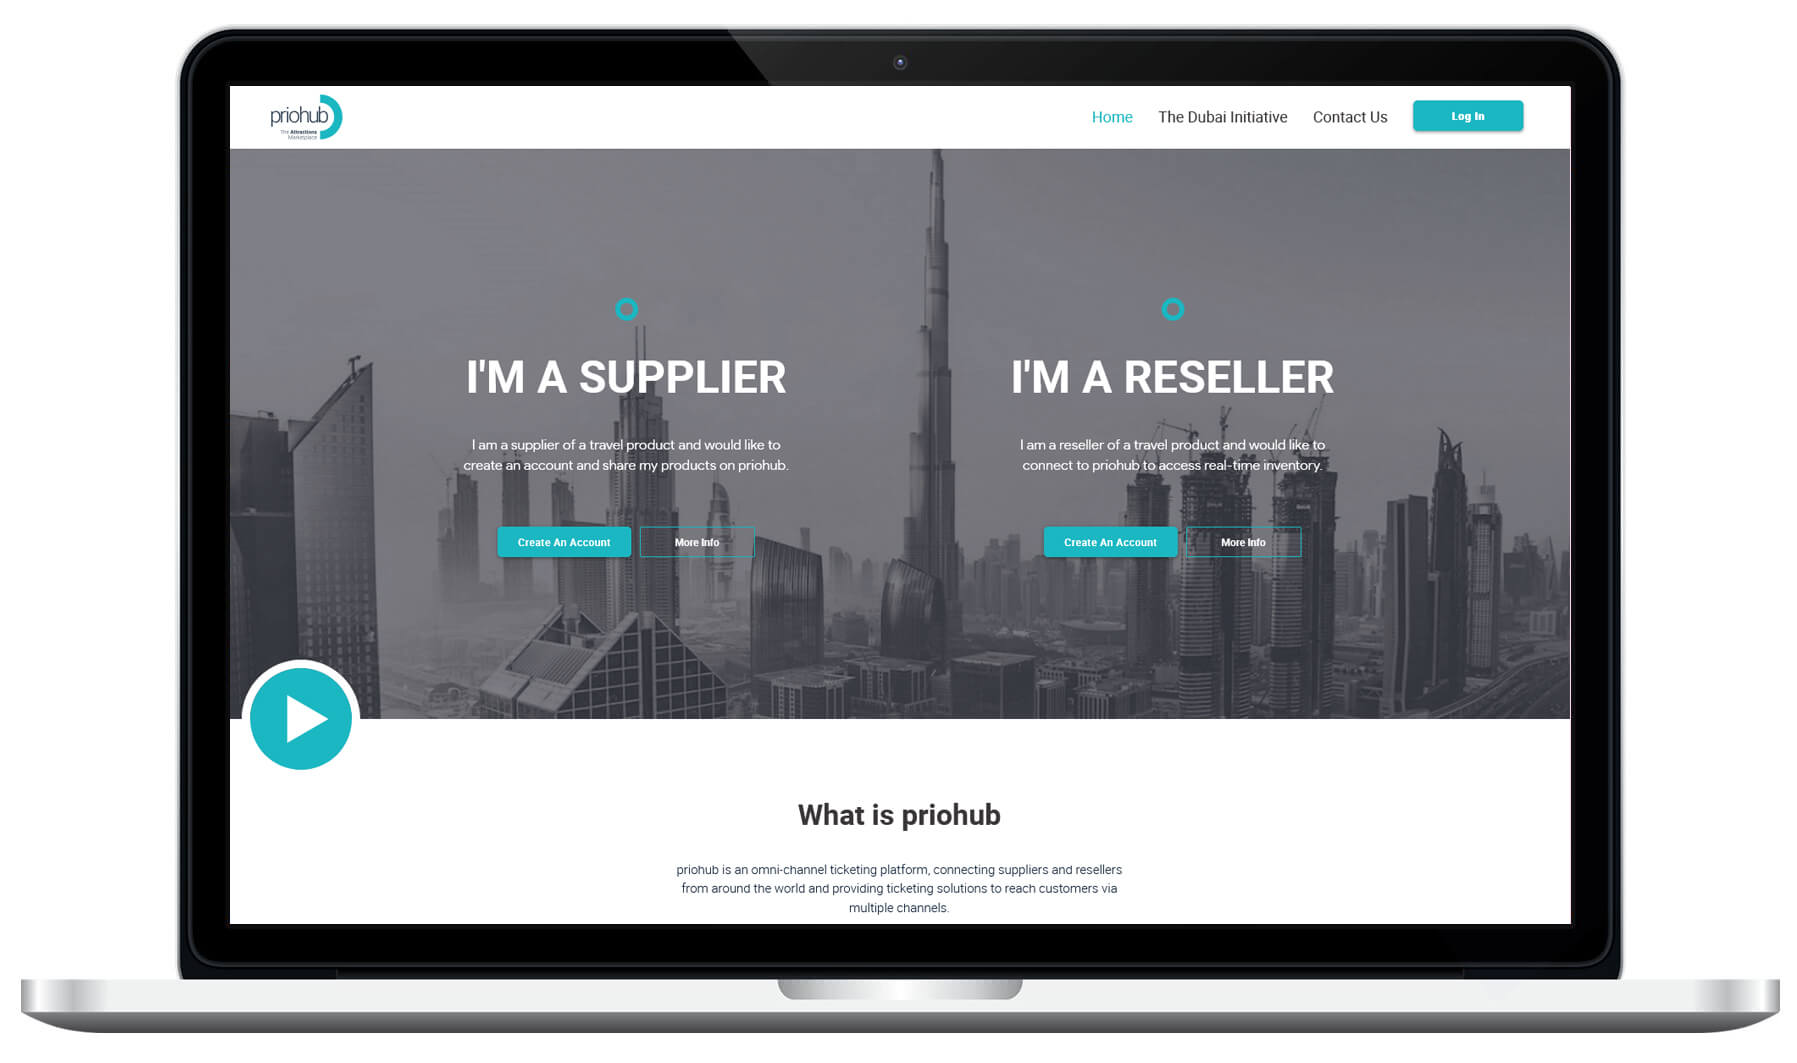 priohub
The Attractions
Marketplace
Home
The Dubai Initiative
Contact Us
Log In
I'M A SUPPLIER
I am a supplier of a travel product and would like to
create an account and share my products on priohub.
Create An Account
More Info
I'M A RESELLER
I am a reseller of a travel product and would like to
connect to priohub to access real-time inventory.
Create An Account
More Info
What is priohub
priohub is an omni-channel ticketing platform, connecting suppliers and resellers
from around the world and providing ticketing solutions to reach customers via
multiple channels.